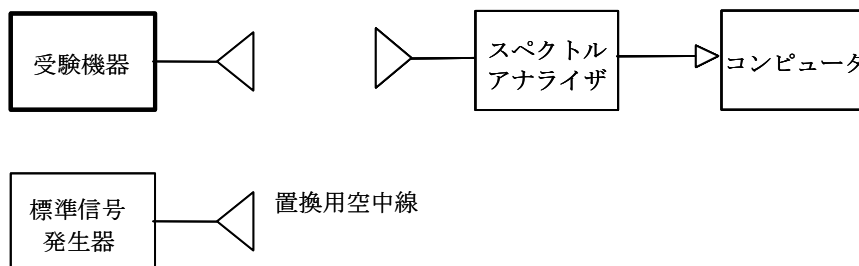 受験機器
スペクトル
アナライザ
コンピュータ
標準信号
発生器
置換用空中線